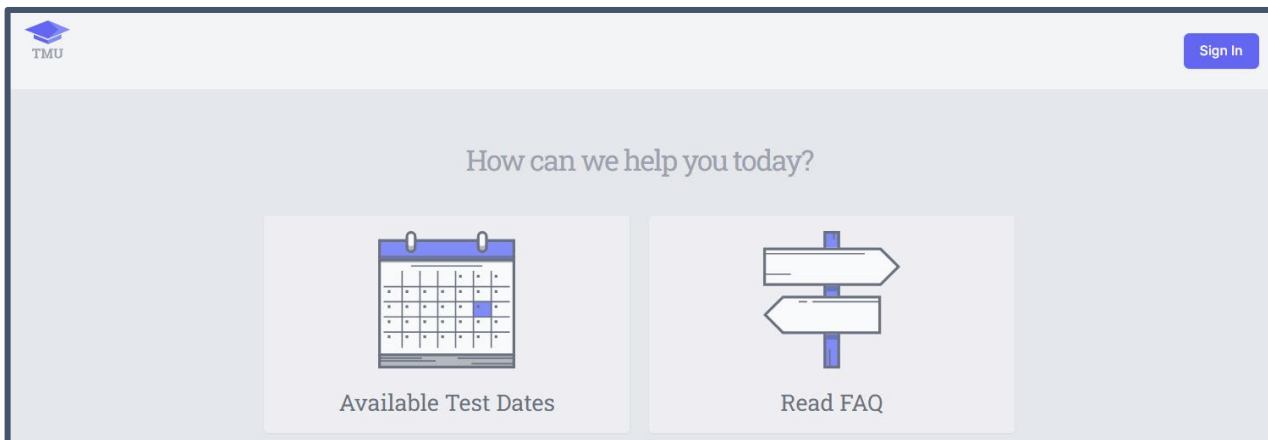 TMU
Sign In
How can we help you today?
Available Test Dates
Read FAQ